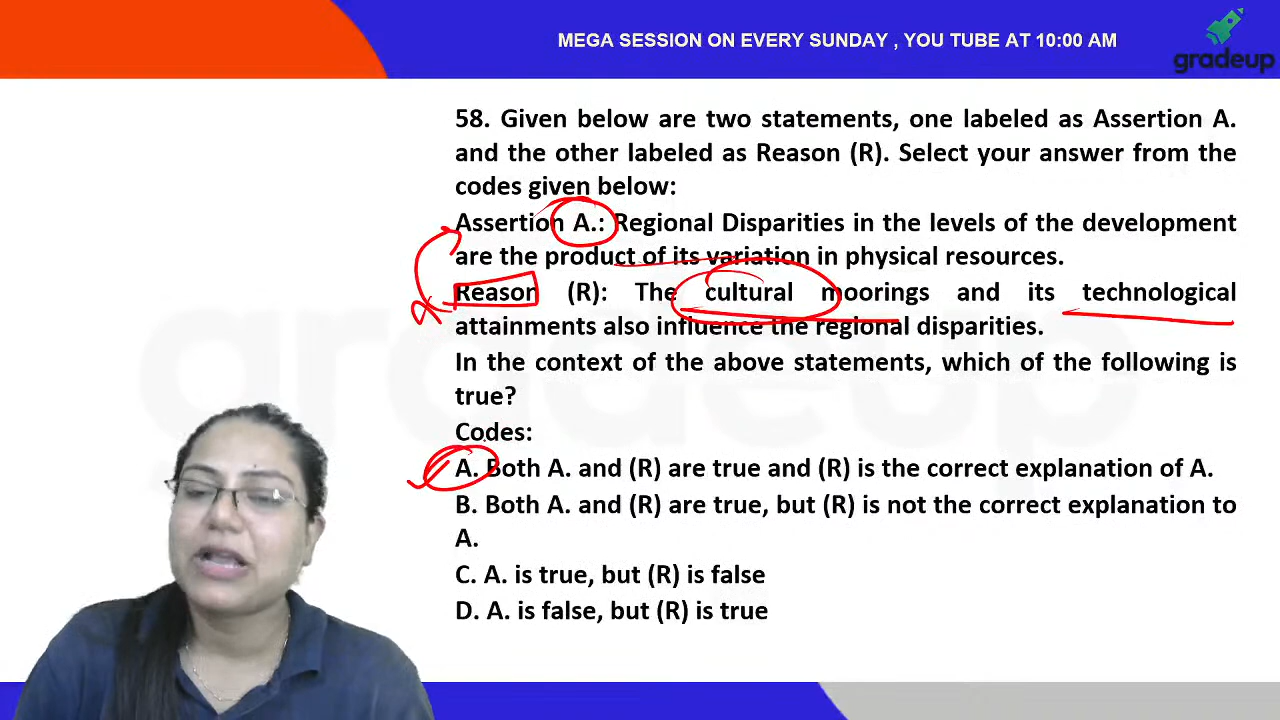 MEGA SESSION ON EVERY SUNDAY , YOU TUBE AT 10:00 AM
gradeup
58. Given below are two statements, one labeled as Assertion A.
and the other labeled as Reason (R). Select your answer from the
codes given below:
Assertion A.: Regional Disparities in the levels of the development
are the product of its variation in physical resources.
Reason (R): The cultural moorings and its technological
attainments also influence the regional disparities.
In the context of the above statements, which of the following is
true?
Codes:
A. Both A. and (R) are true and (R) is the correct explanation of A.
B. Both A. and (R) are true, but (R) is not the correct explanation to
A.
C. A. is true, but (R) is false
D. A. is false, but (R) is true
gradeup